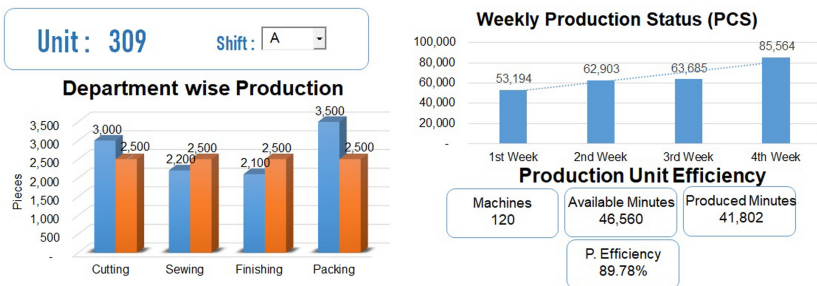 Unit : 309
Shift : A
Department wise Production
Pieces
3,500
3,000
2,500
2,000
1,500
1,000
500
-
3,000
2,500
2,200
2,500
2,100
2,500
3,500
2,500
Cutting
Sewing
Finishing
Packing
Weekly Production Status (PCS)
100,000
80,000
60,000
40,000
20,000
-
53,194
62,903
63,685
85,564
1st Week
2nd Week
3rd Week
4th Week
Production Unit Efficiency
Machines
120
Available Minutes
46,560
Produced Minutes
41,802
P. Efficiency
89.78%